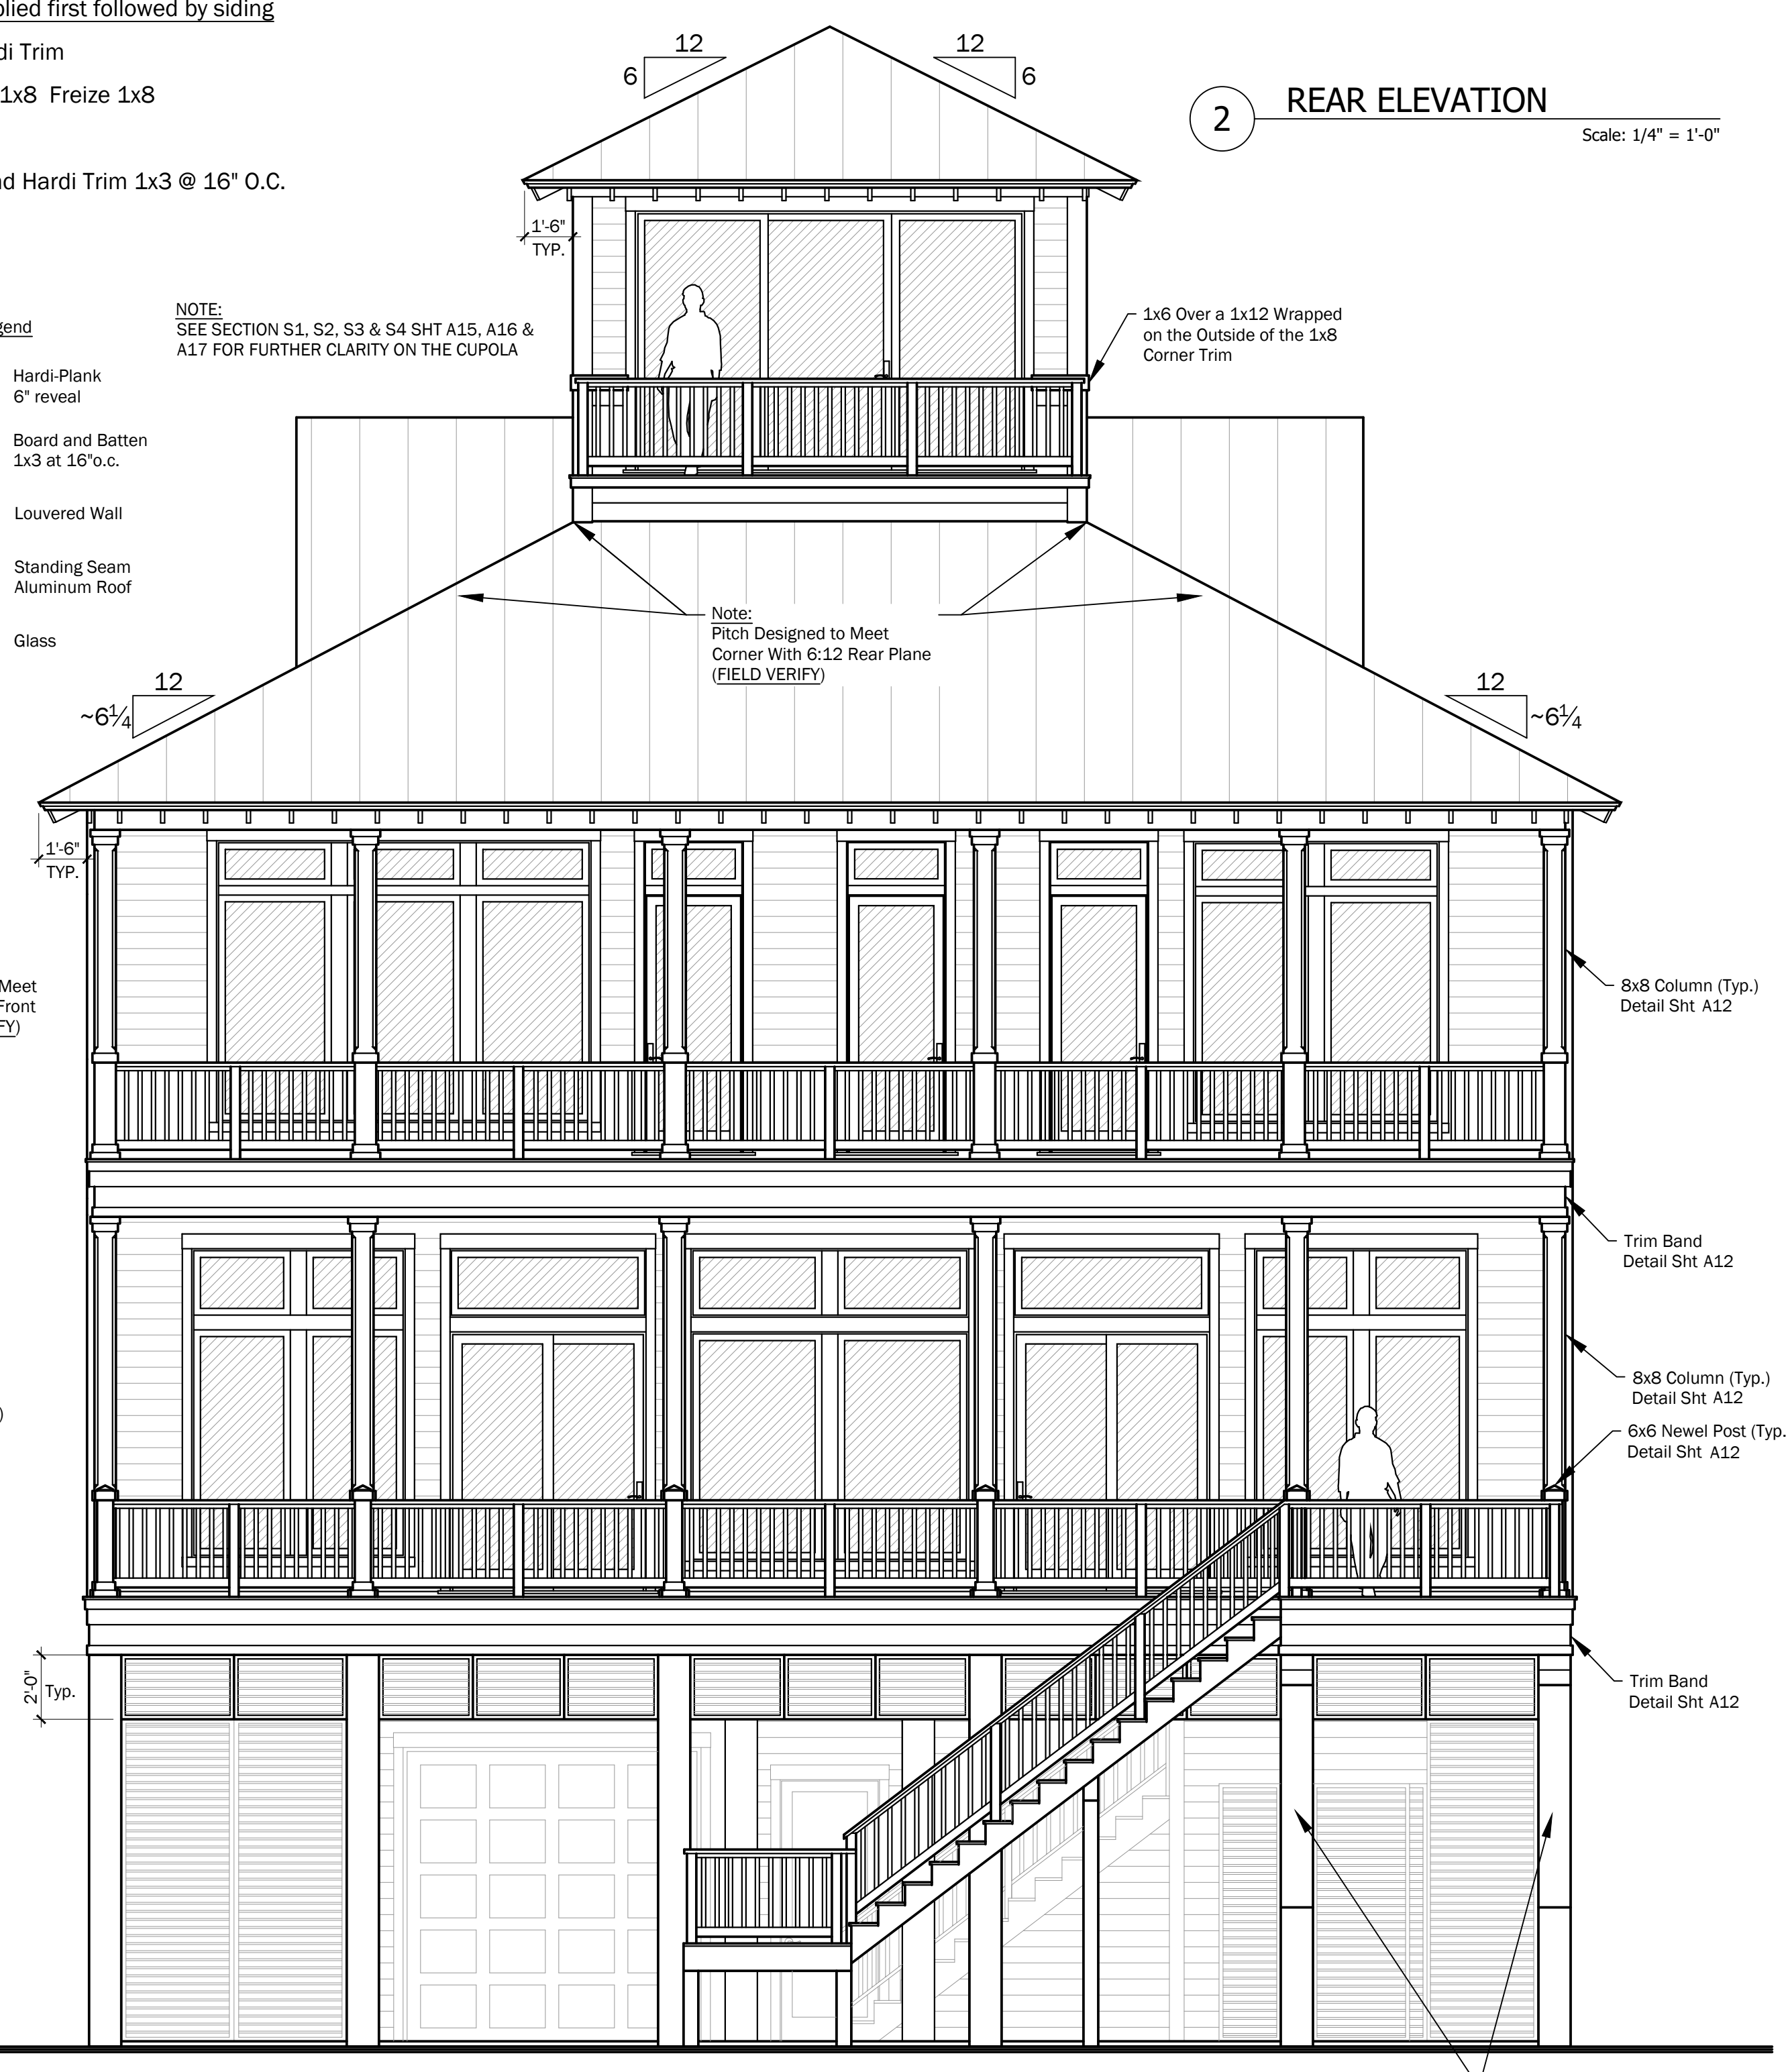 plied first followed by siding
di Trim
1x8 Freize 1x8
nd Hardi Trim 1x3 @ 16" O.C.
12
6
12
6
2
REAR ELEVATION
Scale: 1/4" = 1'-0"
1'-6"
TYP.
NOTE:
SEE SECTION S1, S2, S3 & S4 SHT A15, A16 &
A17 FOR FURTHER CLARITY ON THE CUPOLA
1x6 Over a 1x12 Wrapped
on the Outside of the 1x8
Corner Trim
gend
Hardi-Plank
6" reveal
Board and Batten
1x3 at 16"o.c.
Louvered Wall
Standing Seam
Aluminum Roof
Glass
Note:
Pitch Designed to Meet
Corner With 6:12 Rear Plane
(FIELD VERIFY)
12
~6¼
12
~6¼
1'-6"
TYP.
Meet
Front
FY)
8x8 Column (Typ.)
Detail Sht A12
Trim Band
Detail Sht A12
8x8 Column (Typ.)
Detail Sht A12
)
6x6 Newel Post (Typ.
Detail Sht A12
2'-0"
Typ.
Trim Band
Detail Sht A12